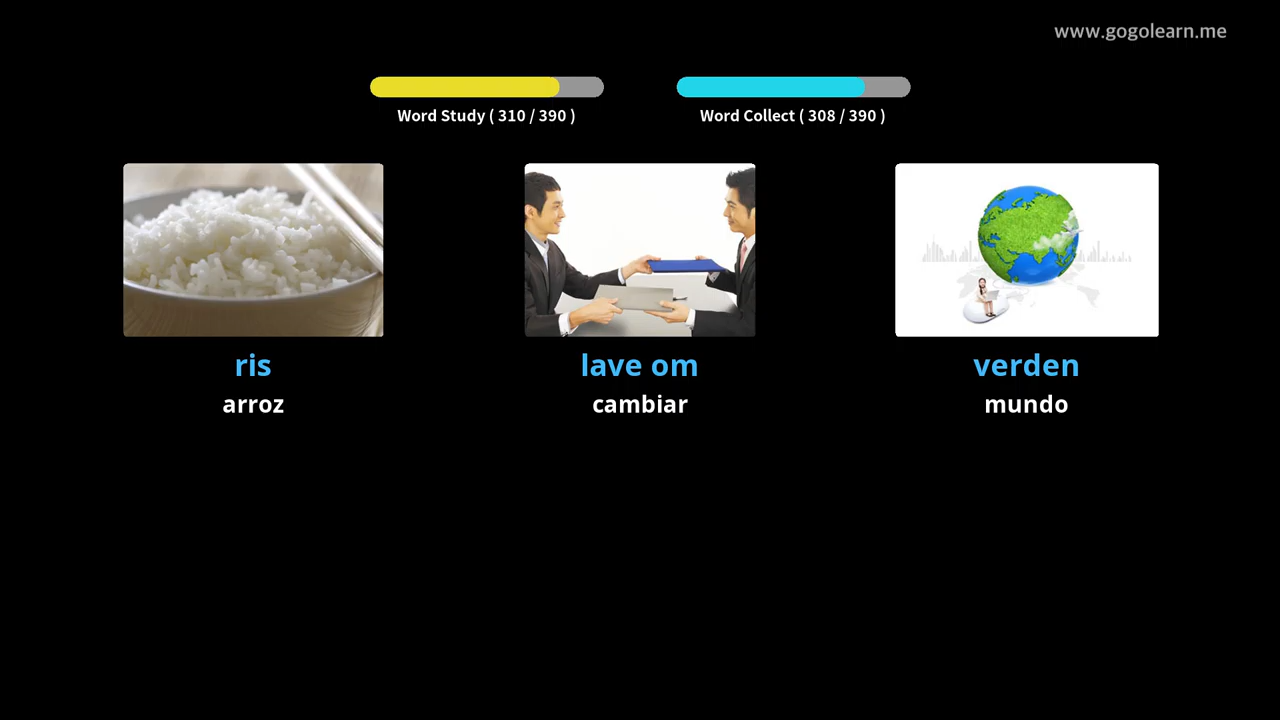 www.gogolearn.me
Word Study ( 310 / 390 )
Word Collect ( 308 / 390 )
ris
lave om
verden
arroz
cambiar
mundo